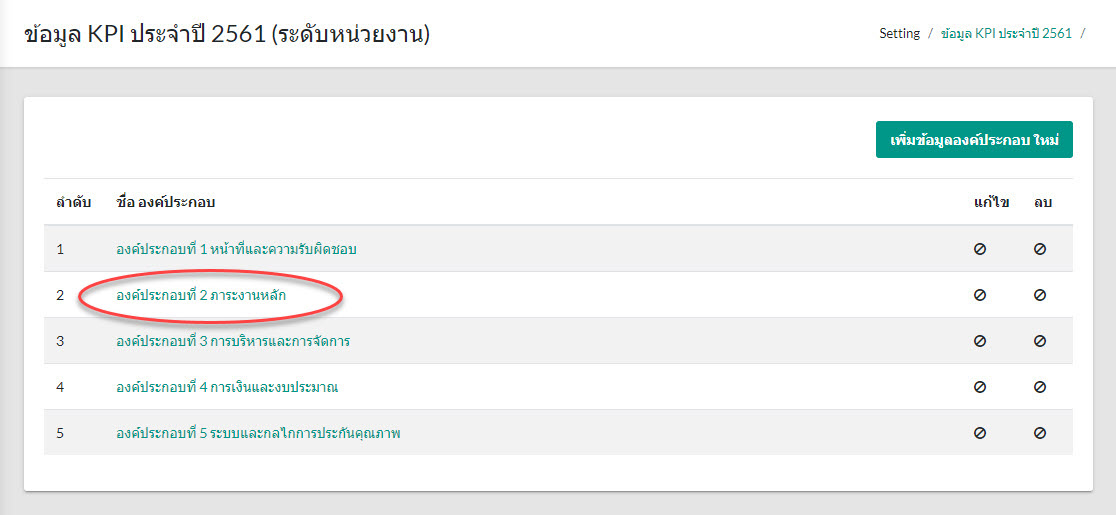 ข้อมูล KPI ประจำปี 2561 (ระดับหน่วยงาน)
Setting / ข้อมูล KPI ประจำปี 2561 /
เพิ่มข้อมูลองค์ประกอบ ใหม่
ลำดับ ชื่อ องค์ประกอบ แก้ไข ลบ
1 องค์ประกอบที่ 1 หน้าที่และความรับผิดชอบ
2 องค์ประกอบที่ 2 ภาระงานหลัก
3 องค์ประกอบที่ 3 การบริหารและการจัดการ
4 องค์ประกอบที่ 4 การเงินและงบประมาณ
5 องค์ประกอบที่ 5 ระบบและกลไกการประกันคุณภาพ